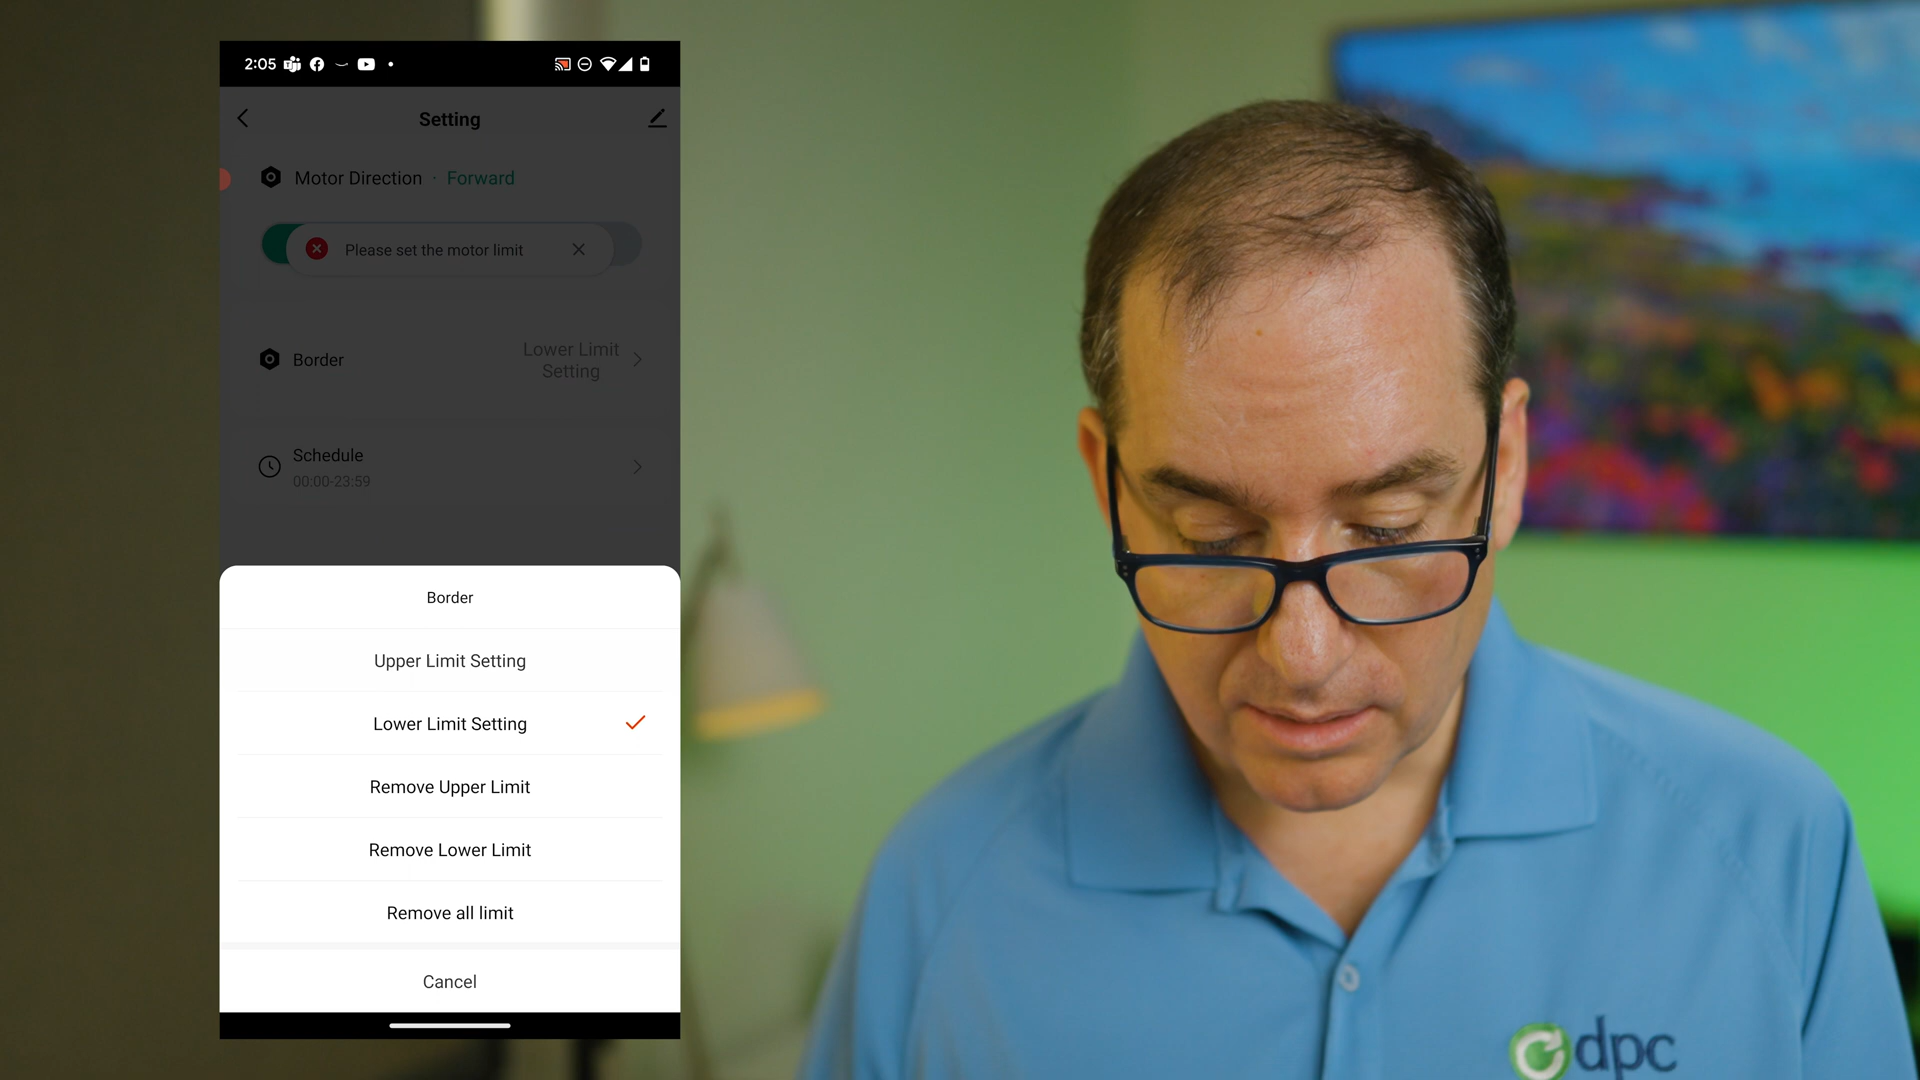 2:05
Setting
Motor Direction · Forward
Please set the motor limit
Border
Lower Limit
Setting
Schedule
00:00-23:59
Border
Upper Limit Setting
Lower Limit Setting
Remove Upper Limit
Remove Lower Limit
Remove all limit
Cancel
dpc